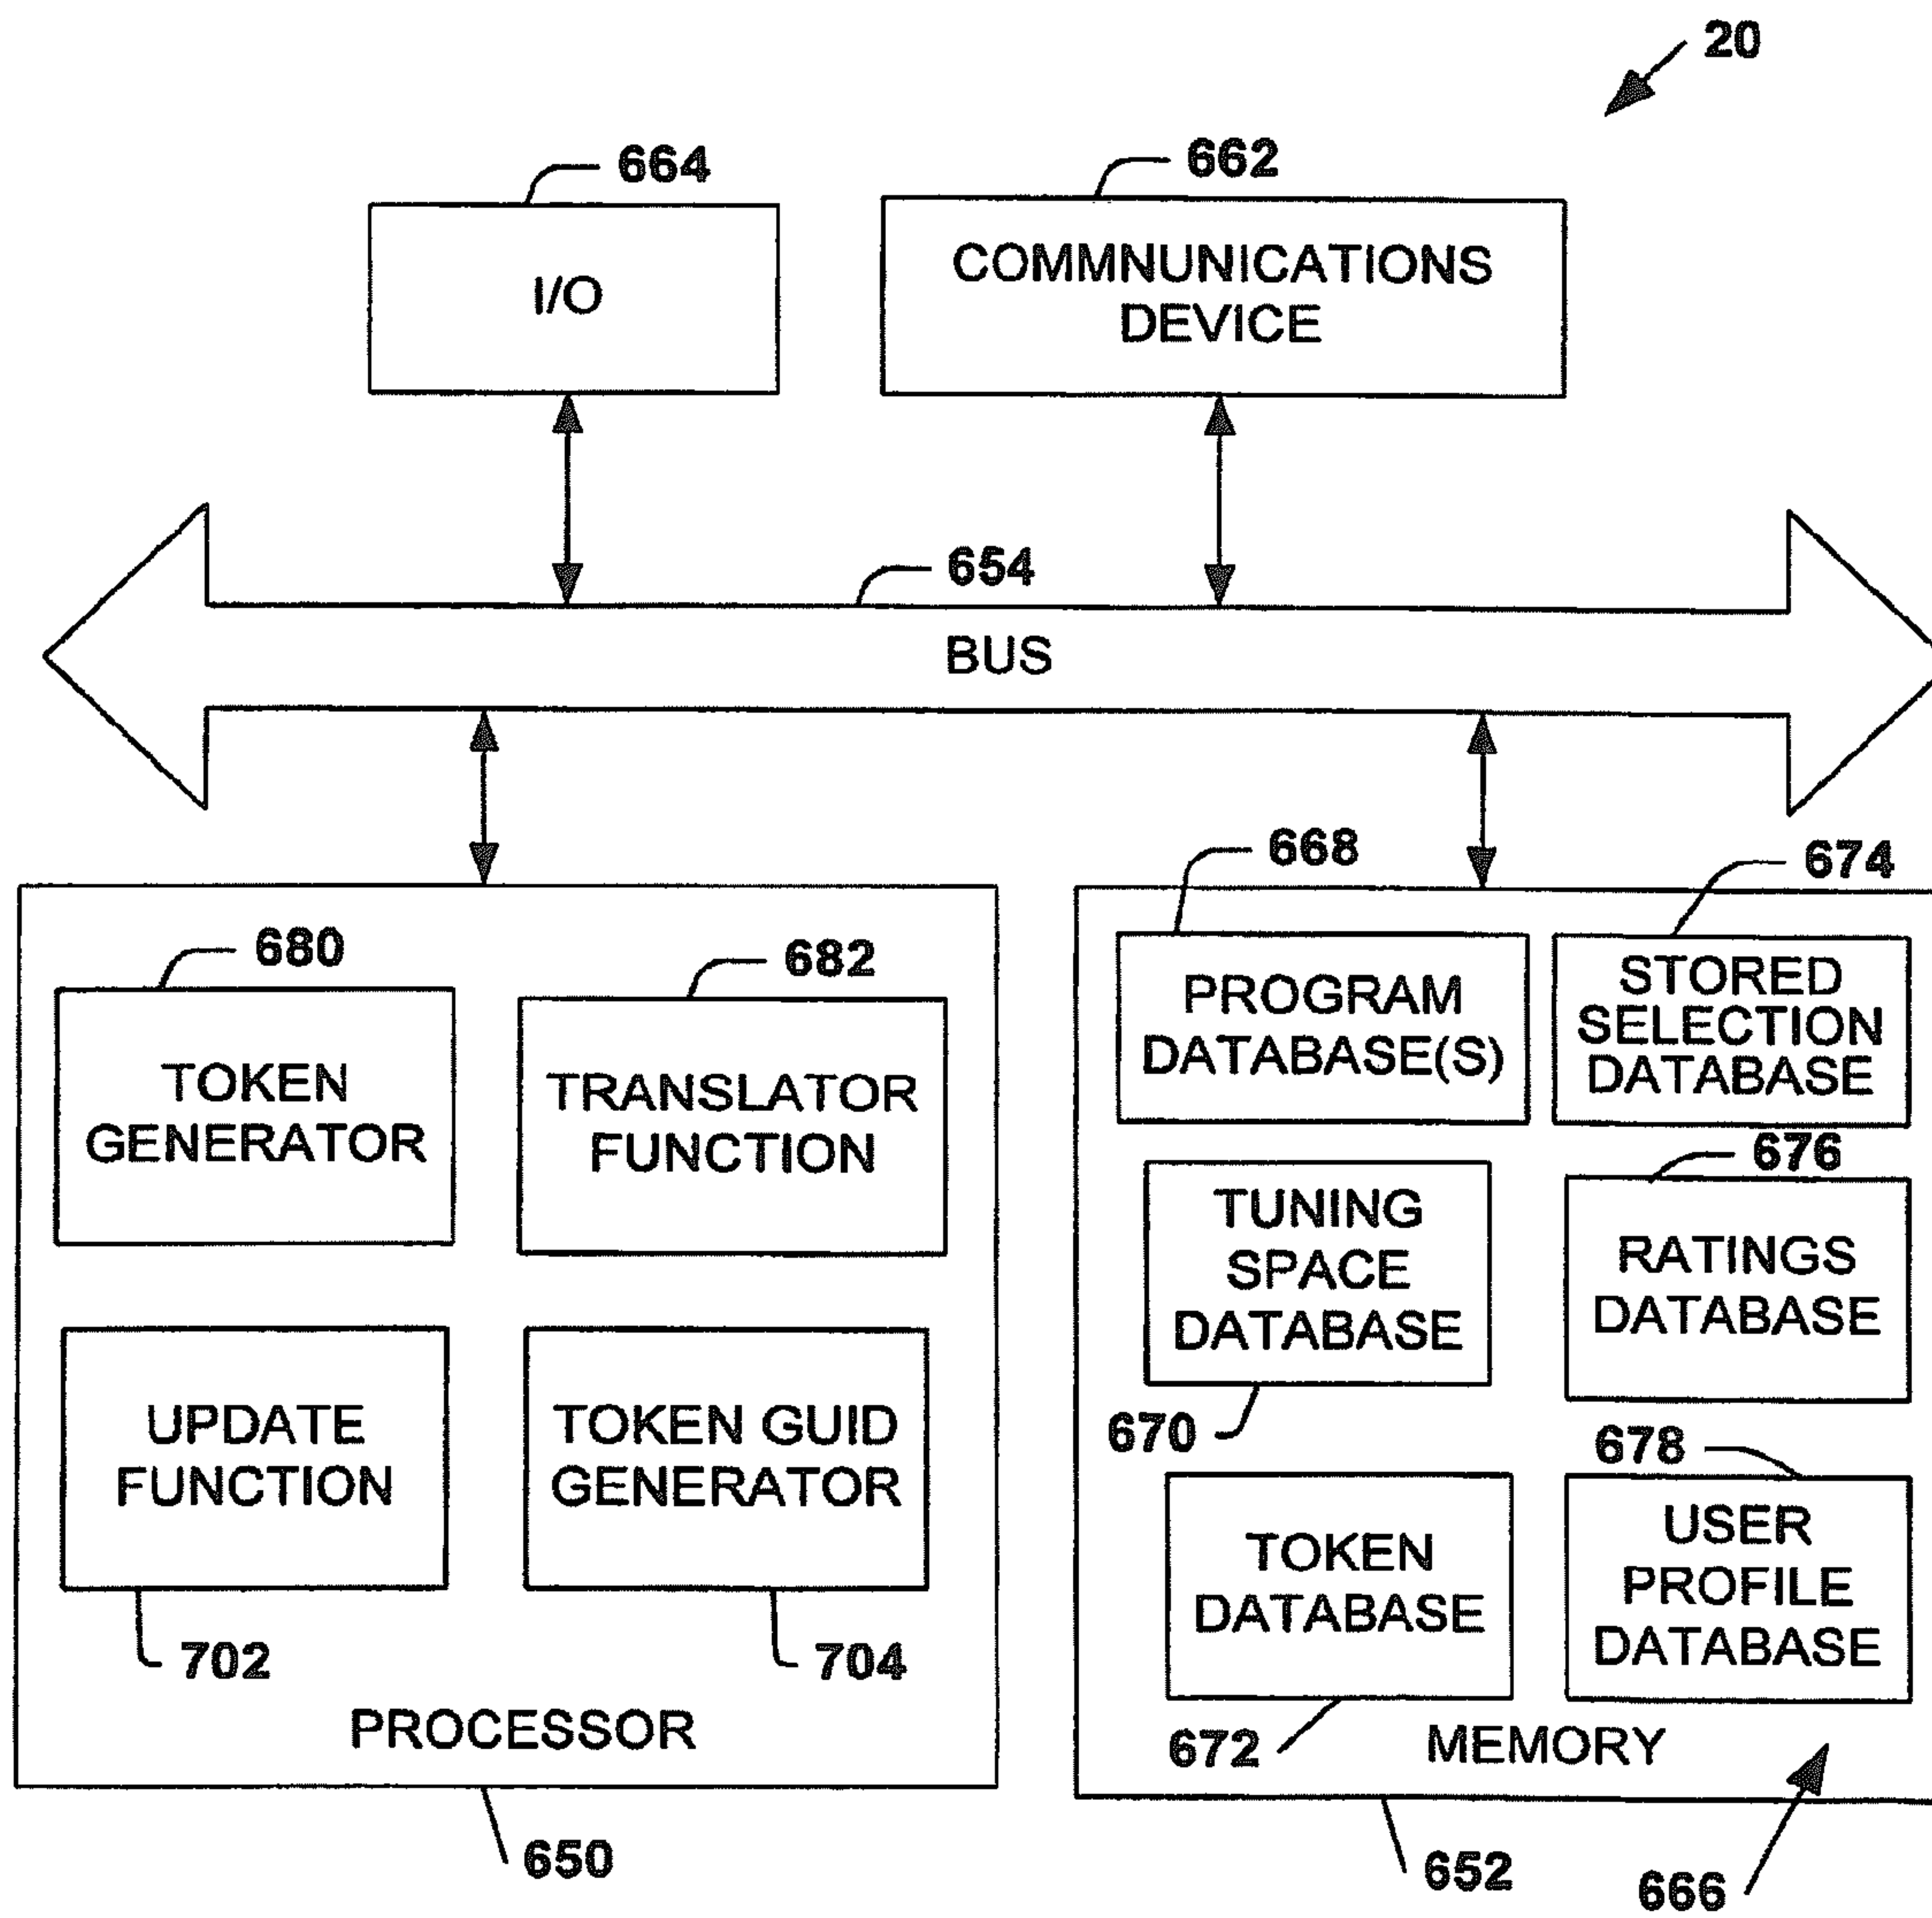 20
664
662
I/O
COMMNUNICATIONS
DEVICE
654
BUS
668
674
680
682
PROGRAM
DATABASE(S)
STORED
SELECTION
DATABASE
TOKEN
GENERATOR
TRANSLATOR
FUNCTION
676
TUNING
SPACE
DATABASE
RATINGS
DATABASE
670
678
UPDATE
FUNCTION
TOKEN GUID
GENERATOR
TOKEN
DATABASE
USER
PROFILE
DATABASE
702
704
PROCESSOR
672
MEMORY
650
652
666